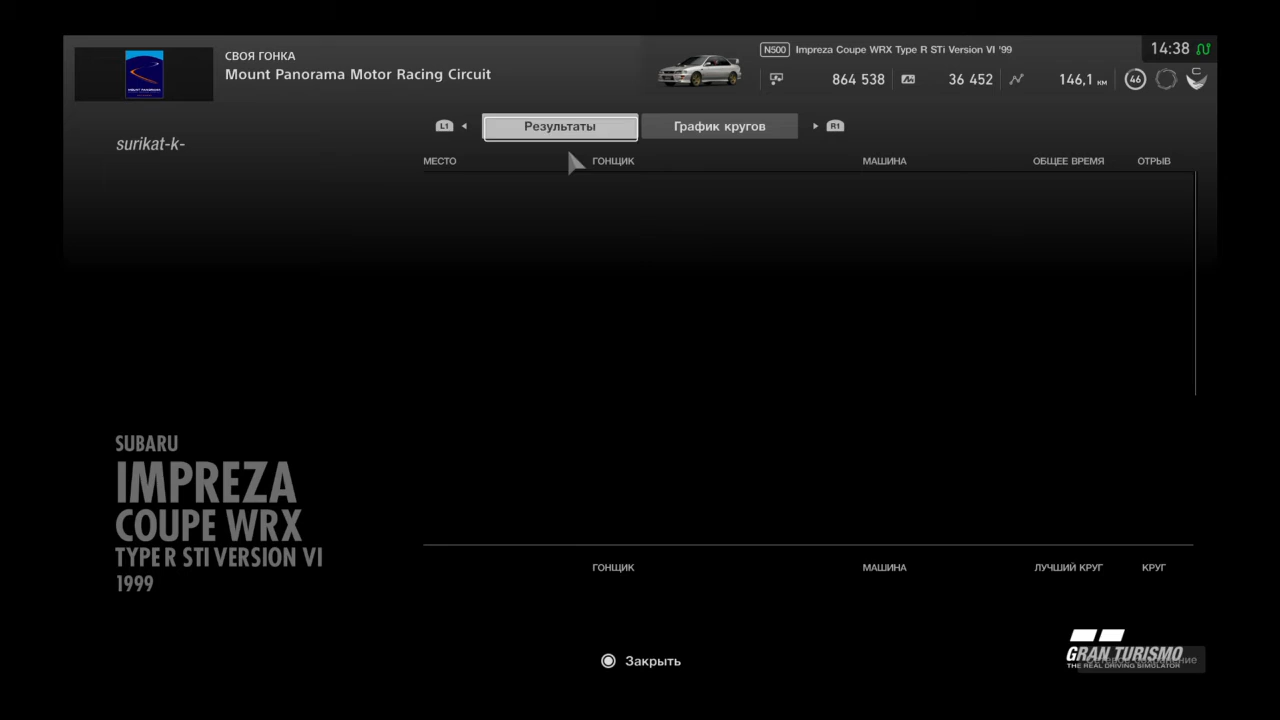 СВОЯ ГОНКА
Mount Panorama Motor Racing Circuit
MOUNT PANORAMA
N500 Impreza Coupe WRX Type R STi Version VI '99
14:38
864 538
36 452
146,1 км
46
C
surikat-k-
L1 Результаты График кругов R1
МЕСТО ГОНЩИК МАШИНА ОБЩЕЕ ВРЕМЯ ОТРЫВ
SUBARU
IMPREZA
COUPE WRX
TYPE R STI VERSION VI
1999
ГОНЩИК МАШИНА ЛУЧШИЙ КРУГ КРУГ
Закрыть
GRAN TURISMO
THE REAL DRIVING SIMULATOR